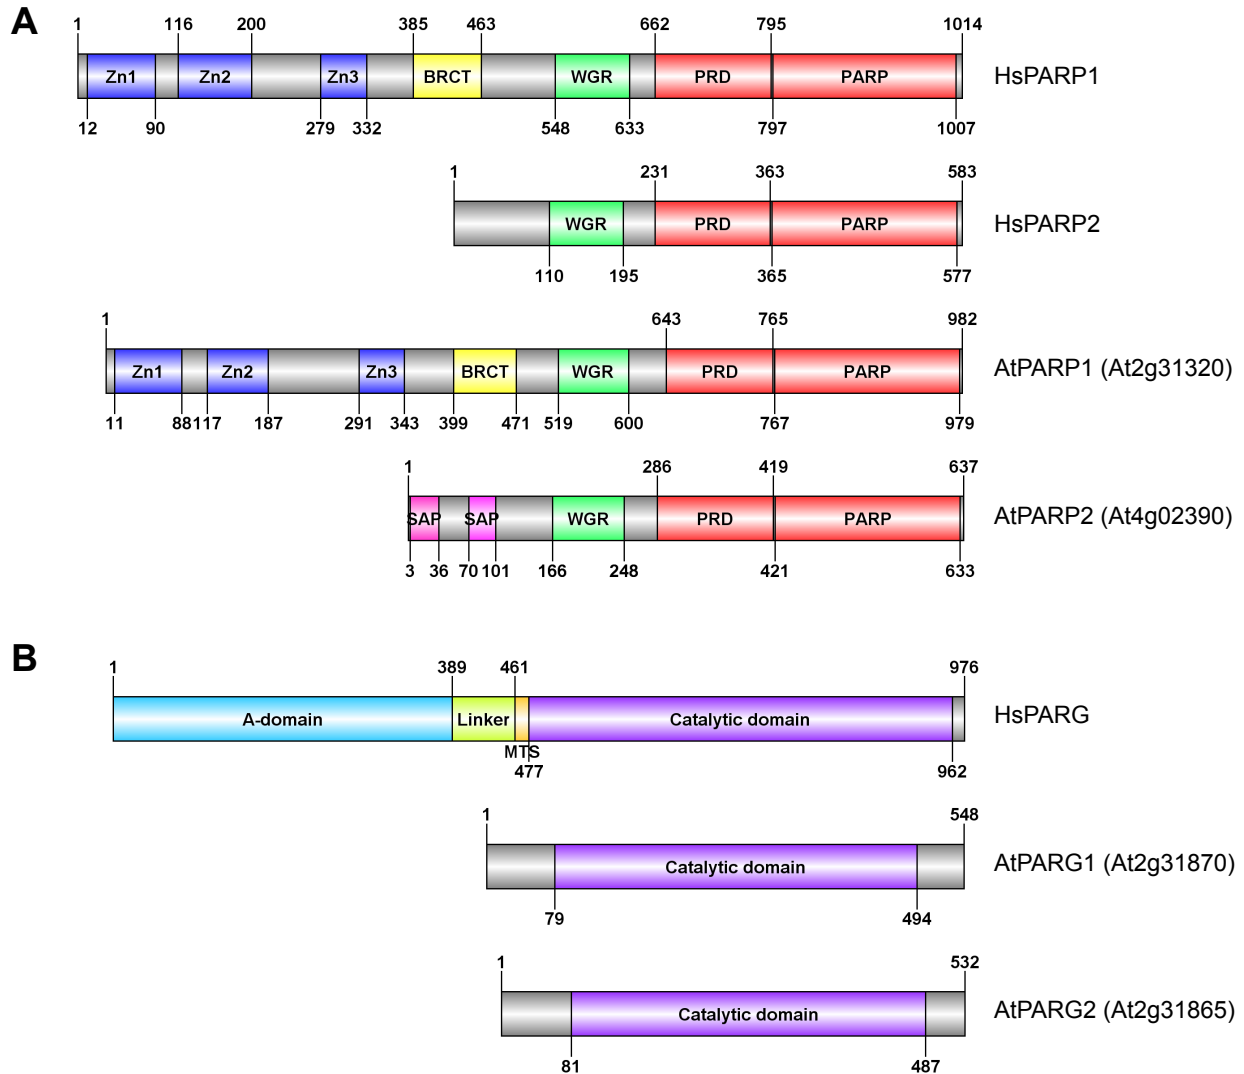 A
1 116 200 385 463 662 795 1014
Zn1 Zn2 Zn3 BRCT WGR PRD PARP HsPARP1
12 90 279 332 548 633 797 1007
1 231 363 583
WGR PRD PARP HsPARP2
110 195 365 577
1 643 765 982
Zn1 Zn2 Zn3 BRCT WGR PRD PARP AtPARP1 (At2g31320)
11 88 117 187 291 343 399 471 519 600 767 979
1 286 419 637
SAP SAP WGR PRD PARP AtPARP2 (At4g02390)
3 36 70 101 166 248 421 633
B
1 389 461 976
A-domain Linker Catalytic domain HsPARG
MTS
477 962
1 548
Catalytic domain AtPARG1 (At2g31870)
79 494
1 532
Catalytic domain AtPARG2 (At2g31865)
81 487